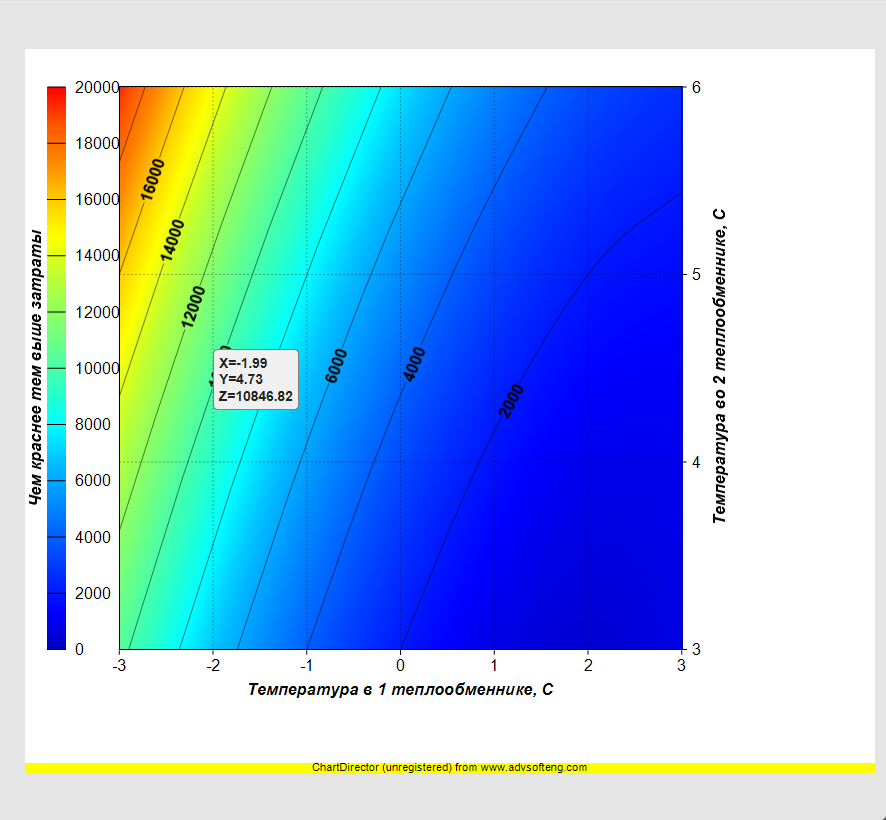 20000
18000
16000
14000
12000
10000
8000
6000
4000
2000
0
Чем краснее тем выше затраты
16000
14000
12000
6000
4000
2000
X=-1.99
Y=4.73
Z=10846.82
6
5
4
3
Температура во 2 теплообменнике, С
-3 -2 -1 0 1 2 3
Температура в 1 теплообменнике, С
ChartDirector (unregistered) from www.advsofteng.com